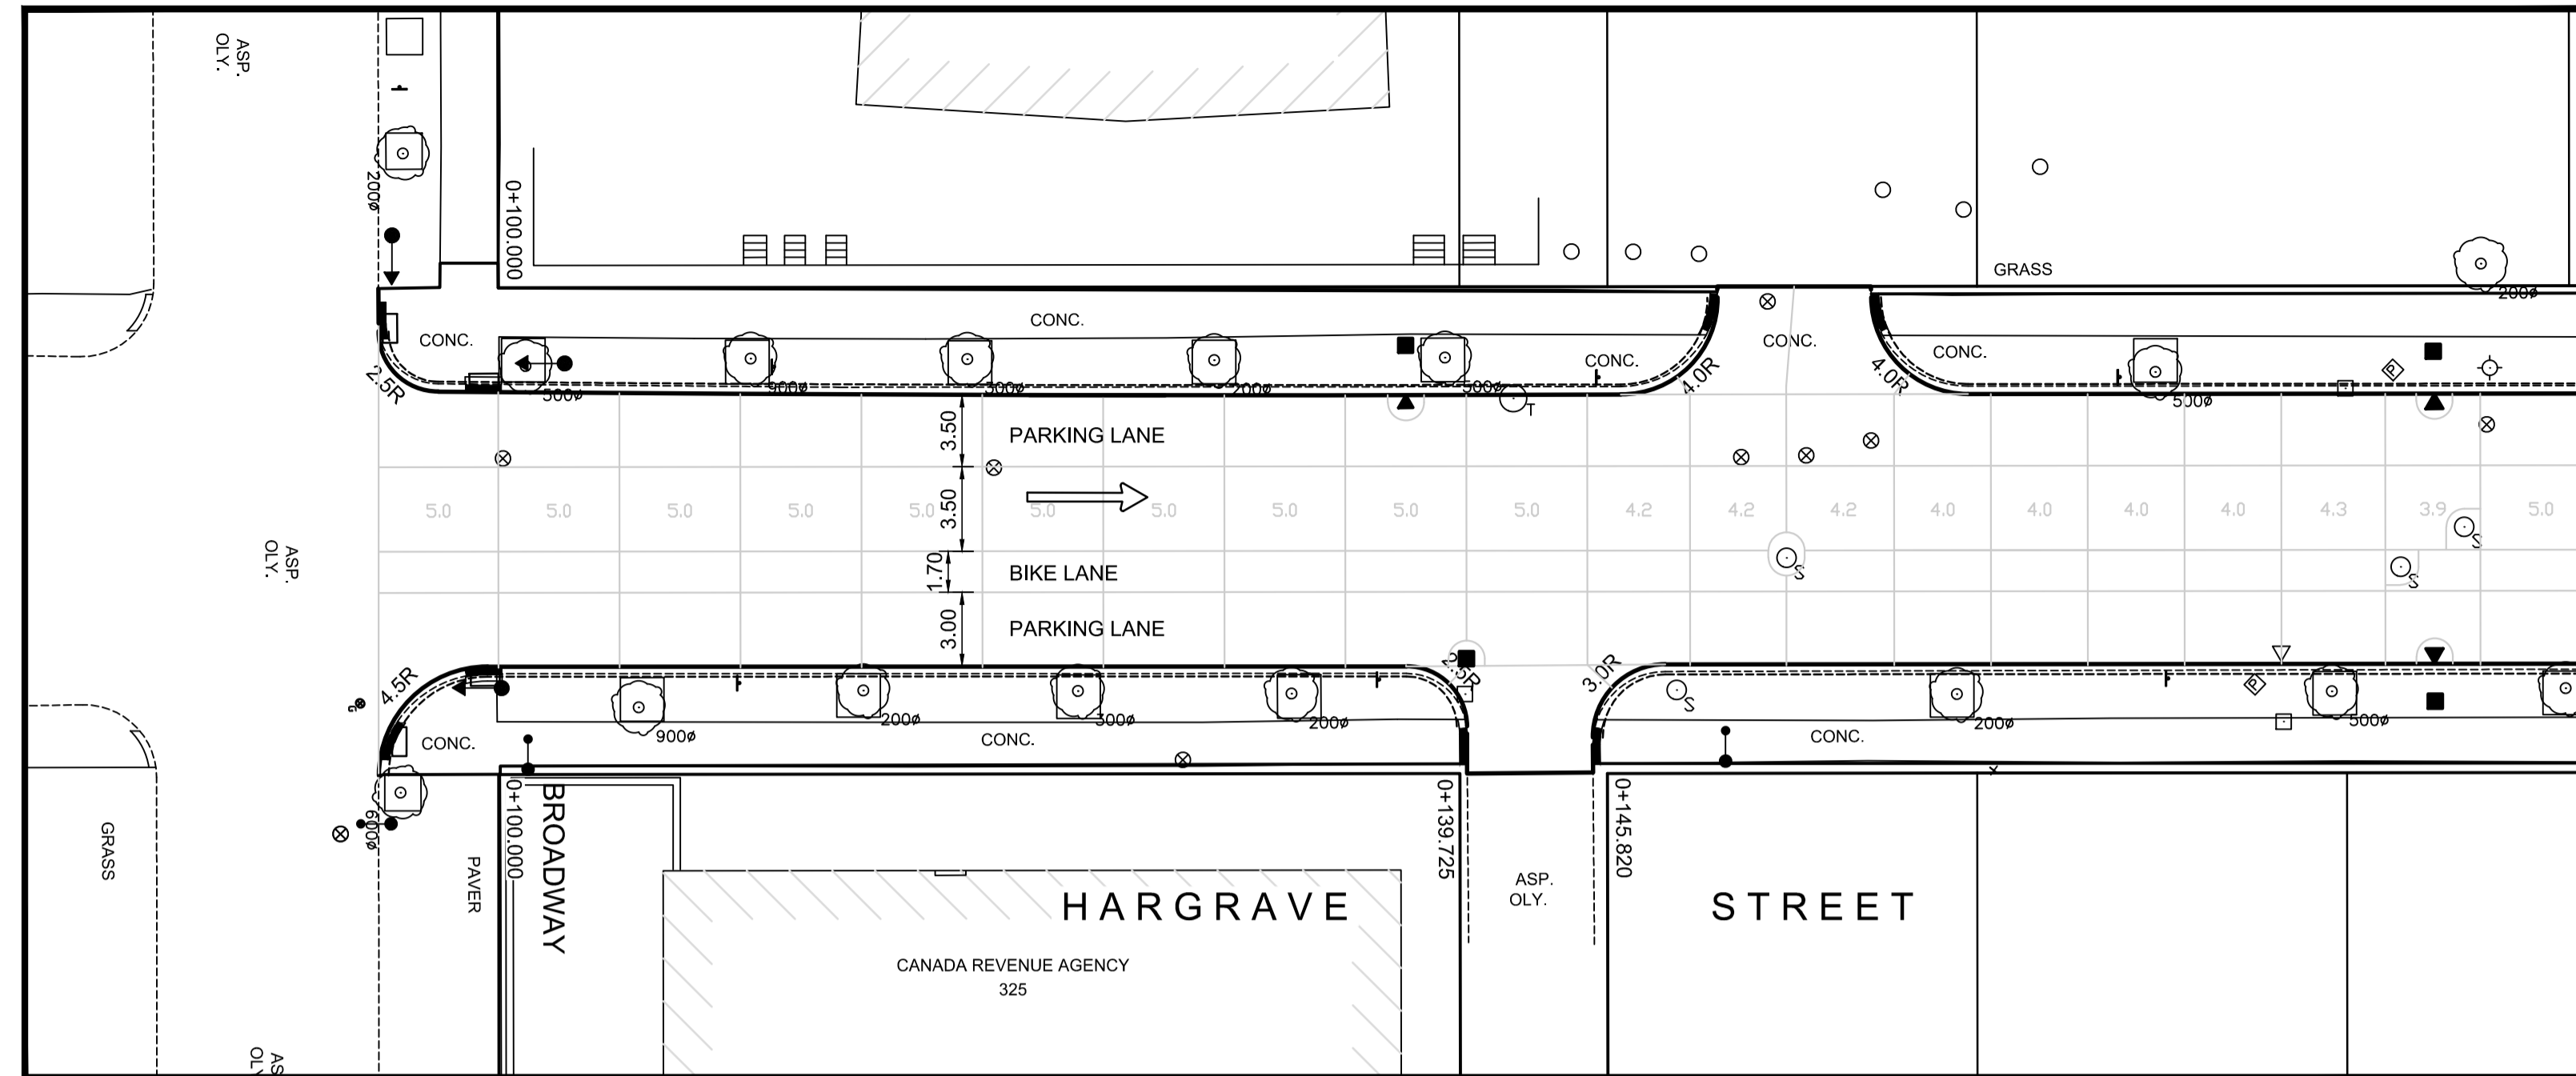 ASP.
OLY.
200ø
0+100.000
GRASS
200ø
CONC.
CONC.
CONC.
CONC.
CONC.
2.5R
500ø
900ø
300ø
200ø
500ø
T
4.0R
4.0R
500ø
P
3.50
PARKING LANE
3.50
5.0
5.0
5.0
5.0
5.0
5.0
5.0
5.0
5.0
5.0
4.2
4.2
4.2
4.0
4.0
4.0
4.0
4.3
3.9
5.0
S
S
S
ASP.
OLY.
1.70
BIKE LANE
3.00
PARKING LANE
4.5R
G
2.5R
3.0R
S
P
900ø
200ø
300ø
200ø
200ø
500ø
CONC.
CONC.
CONC.
600ø
GRASS
PAVER
0+100.000
BROADWAY
0+139.725
0+145.820
ASP.
OLY.
HARGRAVE STREET
CANADA REVENUE AGENCY
325